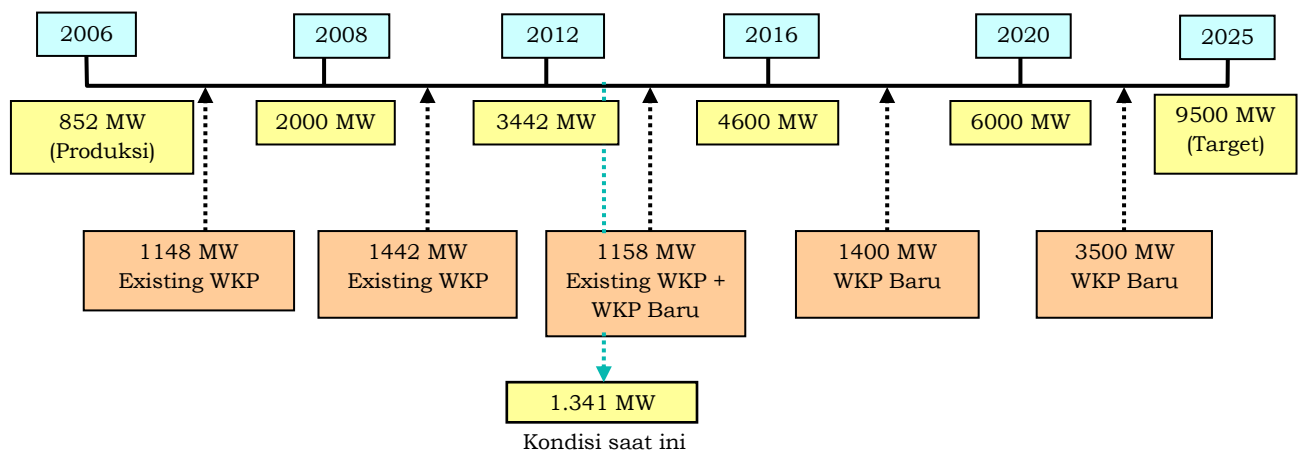 2006
2008
2012
2016
2020
2025
852 MW
(Produksi)
2000 MW
3442 MW
4600 MW
6000 MW
9500 MW
(Target)
1148 MW
Existing WKP
1442 MW
Existing WKP
1158 MW
Existing WKP +
WKP Baru
1400 MW
WKP Baru
3500 MW
WKP Baru
1.341 MW
Kondisi saat ini